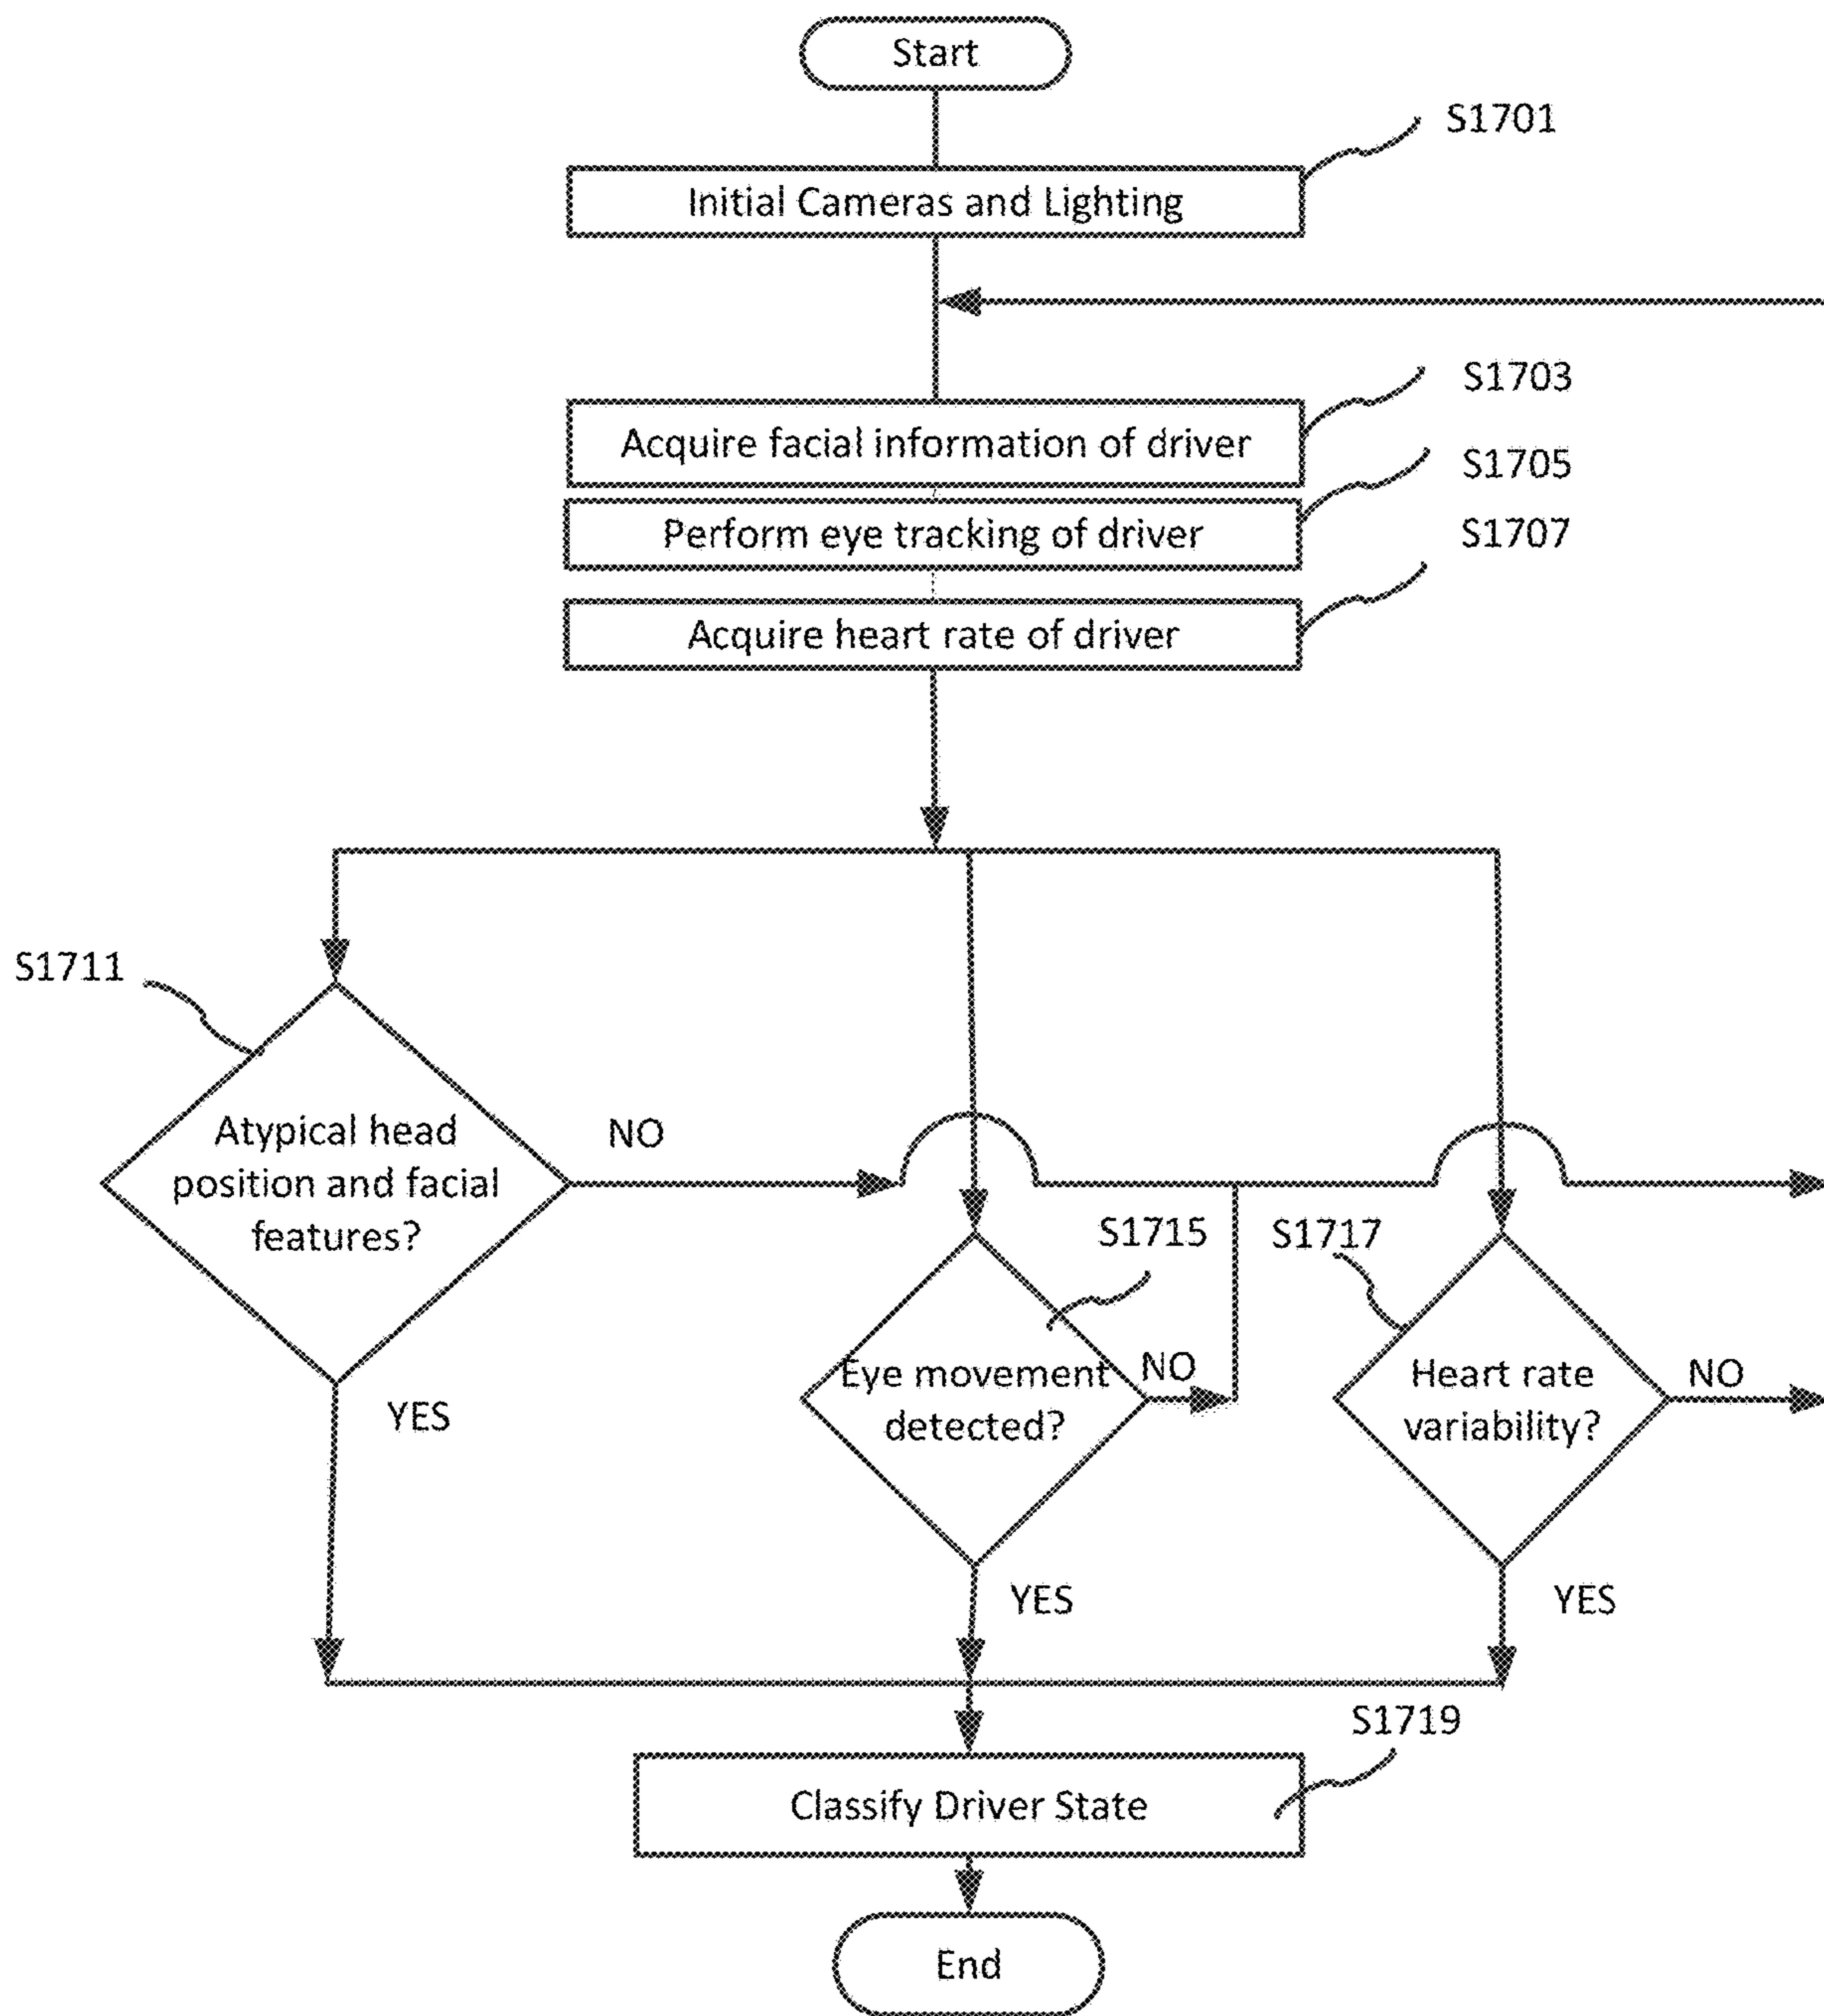 Start
S1701
Initial Cameras and Lighting
S1703
Acquire facial information of driver
S1705
Perform eye tracking of driver
S1707
Acquire heart rate of driver
S1711
Atypical head
position and facial
features?
NO
YES
S1715
Eye movement
detected?
NO
YES
S1717
Heart rate
variability?
NO
YES
S1719
Classify Driver State
End